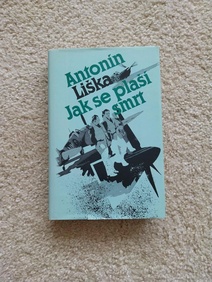 Antonín
Liška
Jak se plaší
smrt